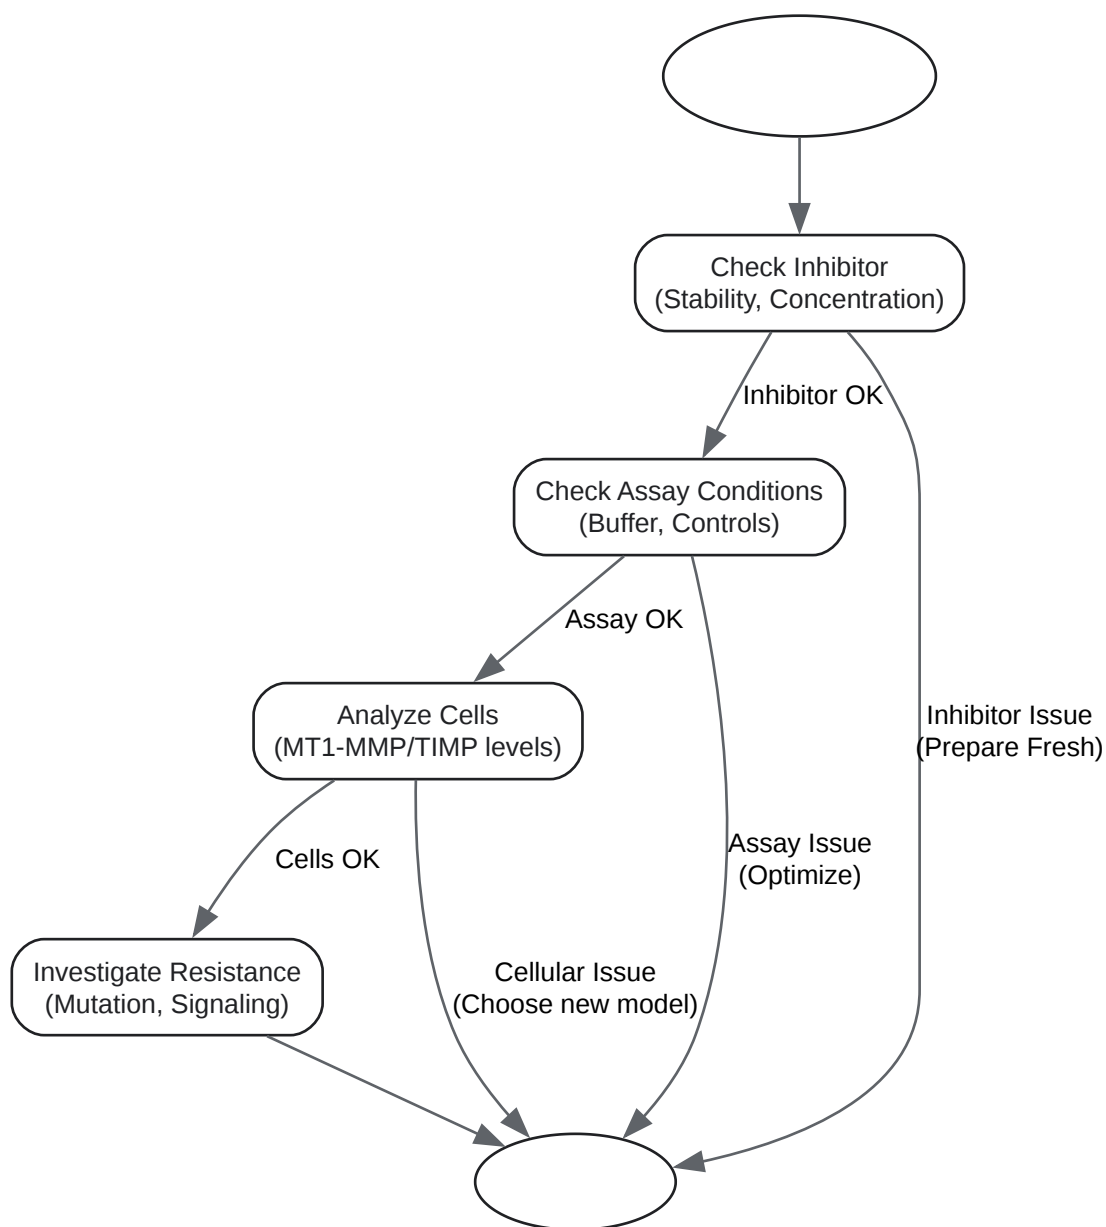 Check Inhibitor
(Stability, Concentration)
Inhibitor OK
Check Assay Conditions
(Buffer, Controls)
Assay OK
Analyze Cells
(MT1-MMP/TIMP levels)
Inhibitor Issue
(Prepare Fresh)
Cells OK
Assay Issue
(Optimize)
Investigate Resistance
(Mutation, Signaling)
Cellular Issue
(Choose new model)